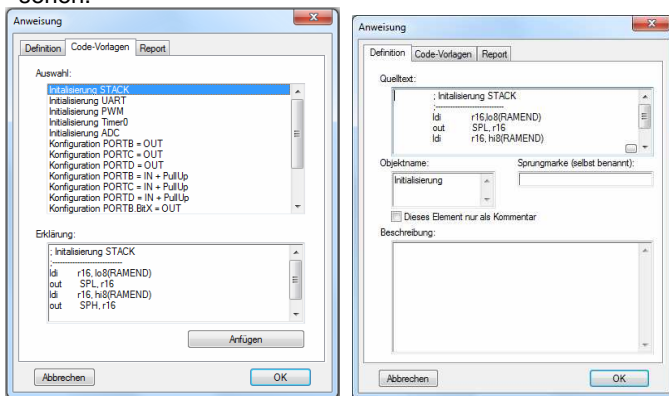 schon.
Anweisung
Definition Code-Vorlagen Report
Auswahl:
Initalisierung STACK
Initialisierung UART
Initialisierung PWM
Initialisierung Timer0
Initialisierung ADC
Konfiguration PORTB = OUT
Konfiguration PORTC = OUT
Konfiguration PORTD = OUT
Konfiguration PORTB = IN + PullUp
Konfiguration PORTC = IN + PullUp
Konfiguration PORTD = IN + PullUp
Konfiguration PORTB.BitX = OUT
Erklärung:
; Initalisierung STACK
;-------------------------
ldi r16, lo8(RAMEND)
out SPL, r16
ldi r16, hi8(RAMEND)
out SPH, r16
Anfügen
Abbrechen OK
Anweisung
Definition Code-Vorlagen Report
Quelltext:
; Initalisierung STACK
;-------------------------
ldi r16,lo8(RAMEND)
out SPL, r16
ldi r16, hi8(RAMEND)
Objektname: Sprungmarke (selbst benannt):
Initialisierung
Dieses Element nur als Kommentar
Beschreibung:
Abbrechen OK